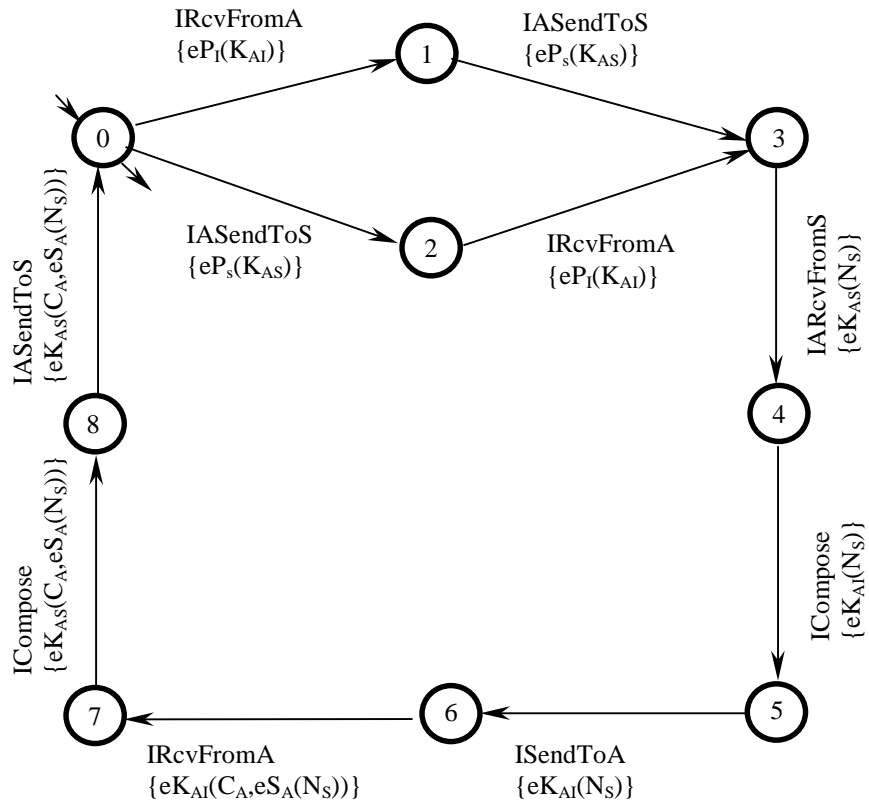 IRcvFromA
{eP_I(K_AI)}
1
IASendToS
{eP_s(K_AS)}
0
3
IASendToS
{eP_s(K_AS)}
2
IRcvFromA
{eP_I(K_AI)}
IASendToS
{eK_AS(C_A,eS_A(N_S))}
IARcvFromS
{eK_AS(N_S)}
8
4
ICompose
{eK_AS(C_A,eS_A(N_S))}
ICompose
{eK_AI(N_S)}
7
6
5
IRcvFromA
{eK_AI(C_A,eS_A(N_S))}
ISendToA
{eK_AI(N_S)}